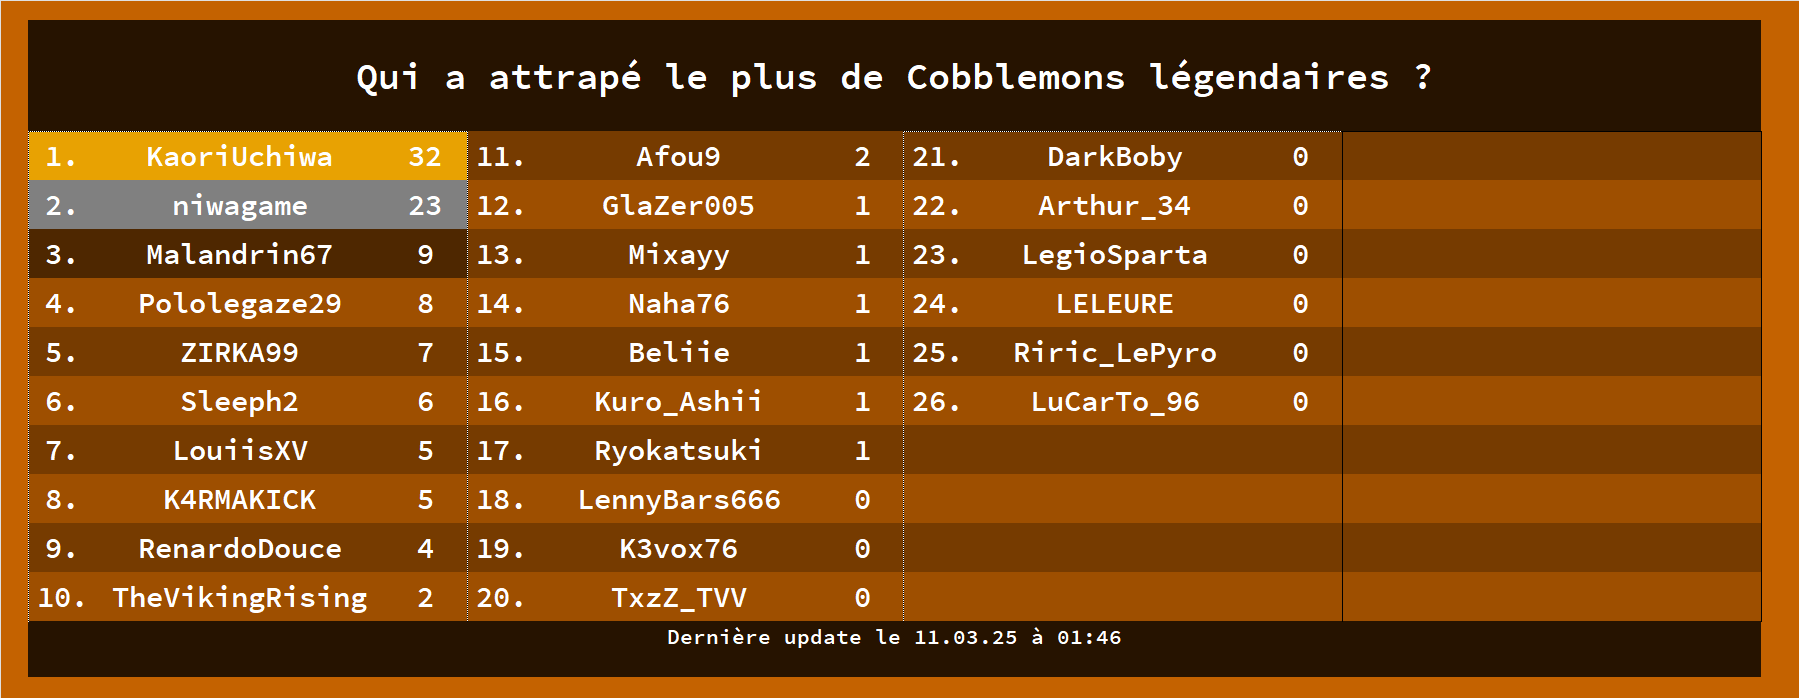 Qui a attrapé le plus de Cobblemons légendaires ?
1. KaoriUchiwa 32
2. niwagame 23
3. Malandrin67 9
4. Pololegaze29 8
5. ZIRKA99 7
6. Sleeph2 6
7. LouiisXV 5
8. K4RMAKICK 5
9. RenardoDouce 4
10. TheVikingRising 2
11. Afou9 2
12. GlaZer005 1
13. Mixayy 1
14. Naha76 1
15. Beliie 1
16. Kuro_Ashii 1
17. Ryokatsuki 1
18. LennyBars666 0
19. K3vox76 0
20. TxzZ_TVV 0
21. DarkBoby 0
22. Arthur_34 0
23. LegioSparta 0
24. LELEURE 0
25. Riric_LePyro 0
26. LuCarTo_96 0
Dernière update le 11.03.25 à 01:46